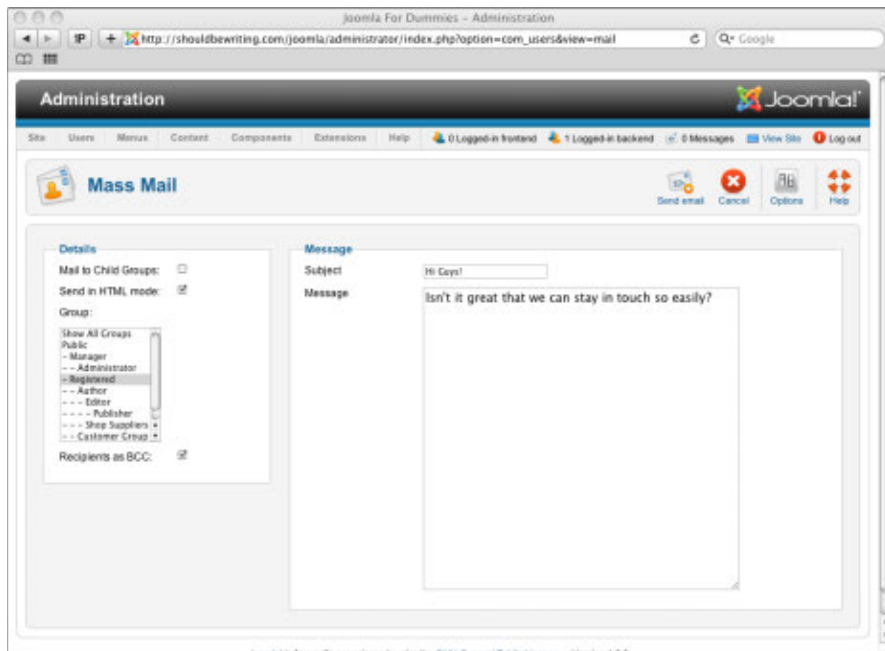 Joomla For Dummies - Administration
http://shouldbewriting.com/joomla/administrator/index.php?option=com_users&view=mail
Google
Administration
Joomla!
Site Users Menus Content Components Extensions Help 0 Logged-in frontend 1 Logged-in backend 0 Messages View Site Log out
Mass Mail
Send email Cancel Options Help
Details
Mail to Child Groups:
Send in HTML mode:
Group:
Show All Groups
Public
- Manager
- - Administrator
- Registered
- - Author
- - - Editor
- - - - Publisher
- - - Shop Suppliers
- - Customer Group
Recipients as BCC:
Message
Subject
Hi Guys!
Message
Isn't it great that we can stay in touch so easily?